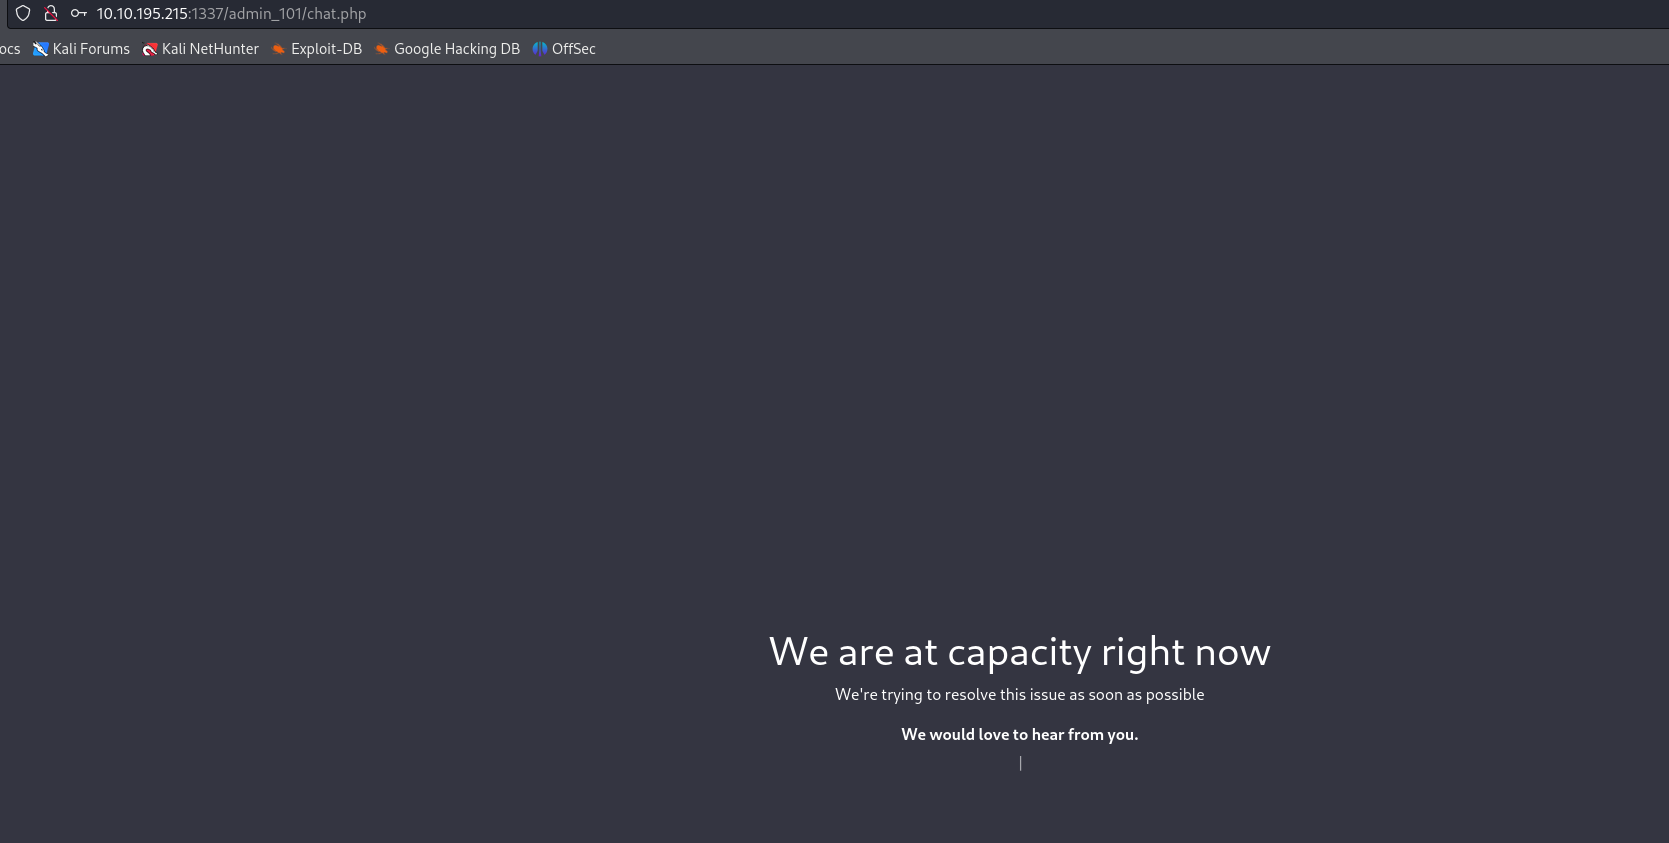 10.10.195.215:1337/admin_101/chat.php
ocs Kali Forums Kali NetHunter Exploit-DB Google Hacking DB OffSec
We are at capacity right now
We're trying to resolve this issue as soon as possible
We would love to hear from you.
|